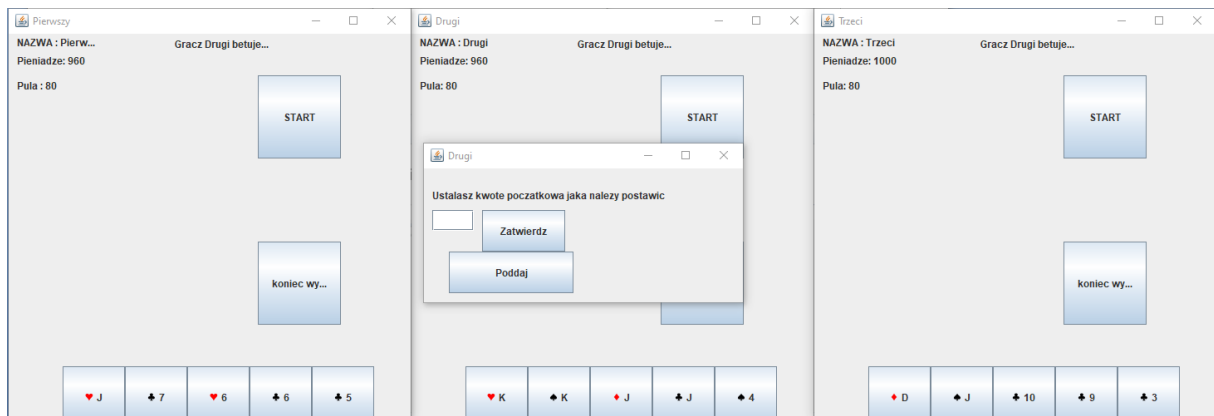 Pierwszy
NAZWA : Pierw...
Gracz Drugi betuje...
Pieniadze: 960
Pula : 80
START
koniec wy...
♥ J
♣ 7
♥ 6
♣ 6
♣ 5
Drugi
NAZWA : Drugi
Gracz Drugi betuje...
Pieniadze: 960
Pula: 80
START
Drugi
Ustalasz kwote poczatkowa jaka nalezy postawic
Zatwierdz
Poddaj
♥ K
♠ K
♦ J
♣ J
♠ 4
Trzeci
NAZWA : Trzeci
Gracz Drugi betuje...
Pieniadze: 1000
Pula: 80
START
koniec wy...
♦ D
♠ J
♣ 10
♣ 9
♣ 3